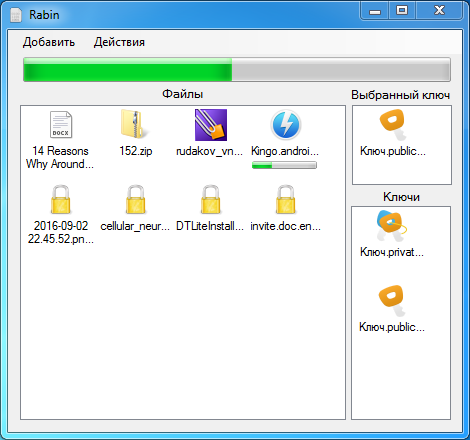 Rabin
Добавить Действия
Файлы
Выбранный ключ
DOCX
14 Reasons
Why Around...
152.zip
rudakov_vn...
Kingo.androi...
Ключ.public...
Ключи
2016-09-02
22.45.52.pn...
cellular_neur...
DTLiteInstall...
invite.doc.en...
Ключ.privat...
Ключ.public...